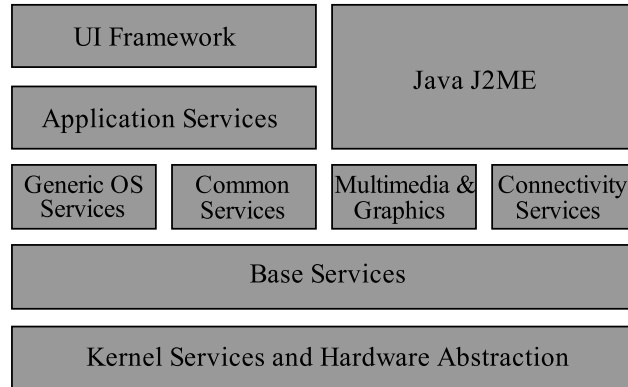 UI Framework
Java J2ME
Application Services
Generic OS
Services
Common
Services
Multimedia &
Graphics
Connectivity
Services
Base Services
Kernel Services and Hardware Abstraction